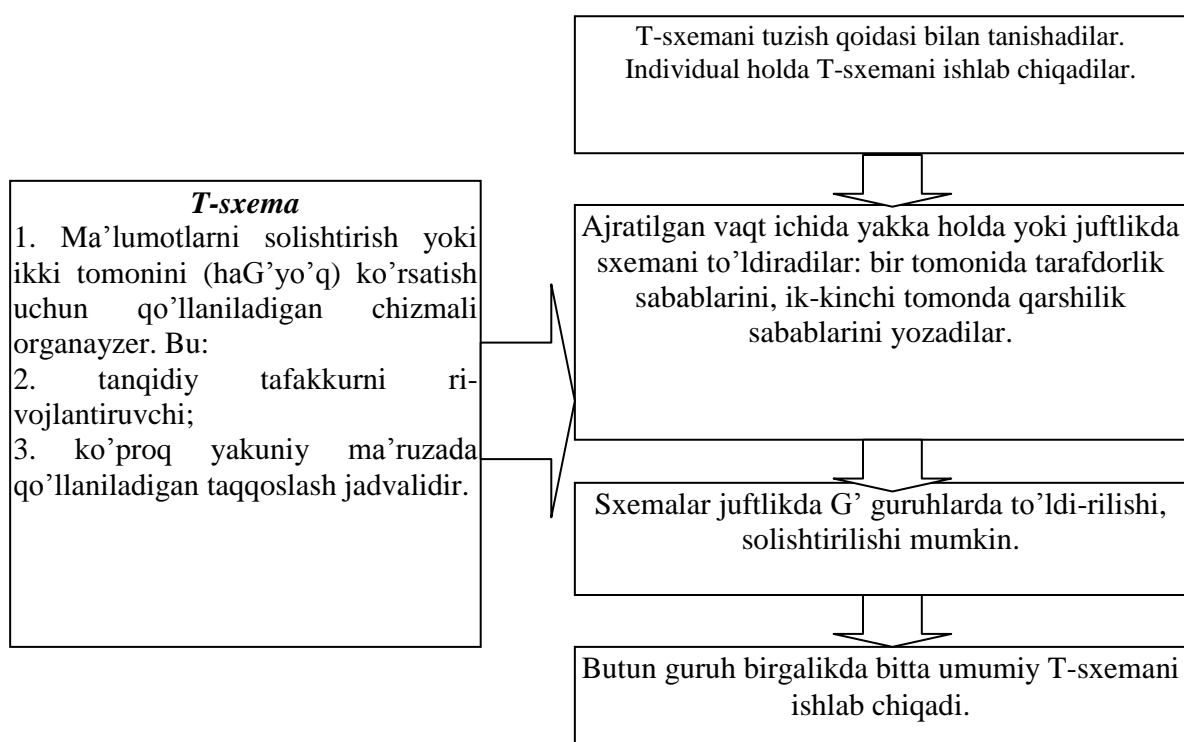 T-sxema
1. Ma’lumotlarni solishtirish yoki
ikki tomonini (haG’yo’q) ko’rsatish
uchun qo’llaniladigan chizmali
organayzer. Bu:
2. tanqidiy tafakkurni ri-
vojlantiruvchi;
3. ko’proq yakuniy ma’ruzada
qo’llaniladigan taqqoslash jadvalidir.
T-sxemani tuzish qoidasi bilan tanishadilar.
Individual holda T-sxemani ishlab chiqadilar.
Ajratilgan vaqt ichida yakka holda yoki juftlikda
sxemani to’ldiradilar: bir tomonida tarafdorlik
sabablarini, ik-kinchi tomonda qarshilik
sabablarini yozadilar.
Sxemalar juftlikda G’ guruhlarda to’ldi-rilishi,
solishtirilishi mumkin.
Butun guruh birgalikda bitta umumiy T-sxemani
ishlab chiqadi.